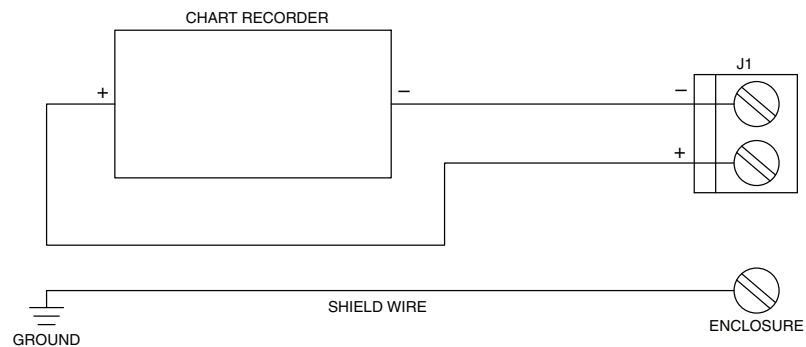 CHART RECORDER
J1
+
−
−
+
SHIELD WIRE
GROUND
ENCLOSURE